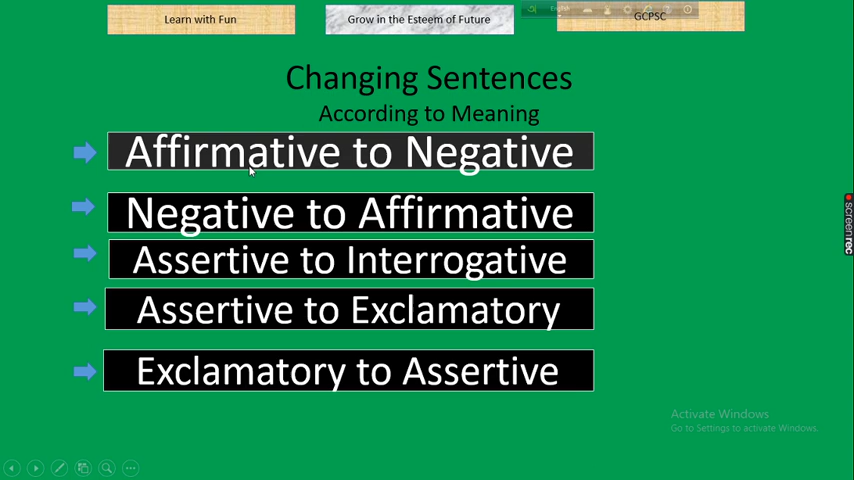 Learn with Fun
Grow in the Esteem of Future
GCPSC
Changing Sentences
According to Meaning
Affirmative to Negative
Negative to Affirmative
Assertive to Interrogative
Assertive to Exclamatory
Exclamatory to Assertive
Activate Windows
Go to Settings to activate Windows.
screenrec